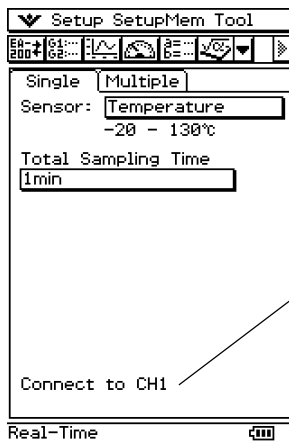 Setup SetupMem Tool
Single Multiple
Sensor: Temperature
-20 - 130℃
Total Sampling Time
1min
Connect to CH1
Real-Time